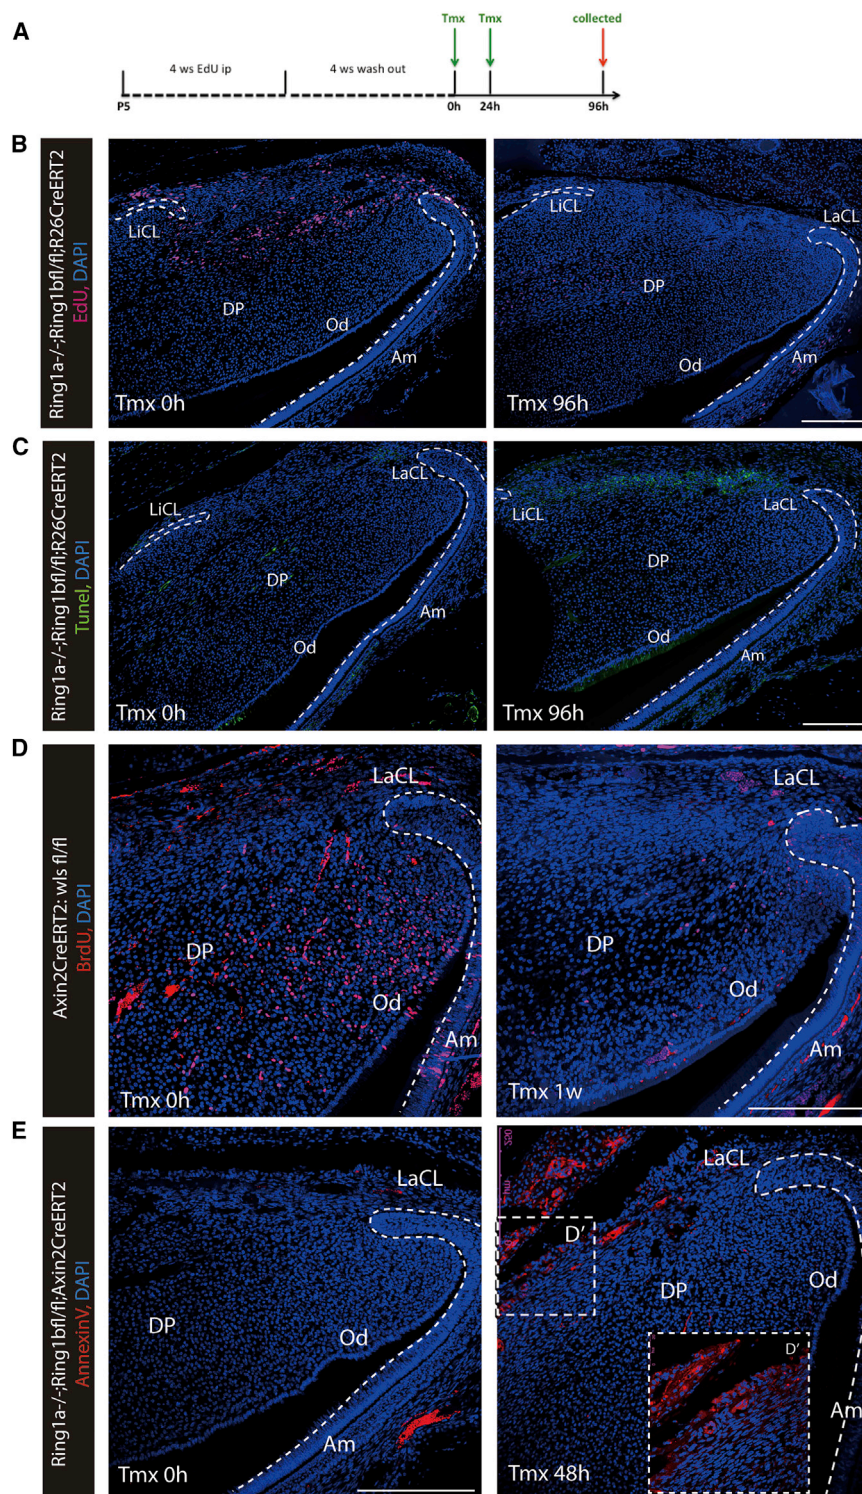 A
Tmx
Tmx
collected
4 ws EdU ip
4 ws wash out
P5
0h
24h
96h
B
Ring1a-/-;Ring1bfl/fl;R26CreERT2
EdU, DAPI
LiCL
DP
Od
Am
Tmx 0h
LiCL
LaCL
DP
Od
Am
Tmx 96h
C
Ring1a-/-;Ring1bfl/fl;R26CreERT2
Tunel, DAPI
LaCL
LiCL
DP
Am
Od
Tmx 0h
LiCL
LaCL
DP
Od
Am
Tmx 96h
D
Axin2CreERT2: wls fl/fl
BrdU, DAPI
LaCL
DP
Od
Am
Tmx 0h
LaCL
DP
Od
Am
Tmx 1w
E
Ring1a-/-;Ring1bfl/fl;Axin2CreERT2
AnnexinV, DAPI
LaCL
DP
Od
Am
Tmx 0h
250
LaCL
D'
DP
Od
D'
Am
Tmx 48h